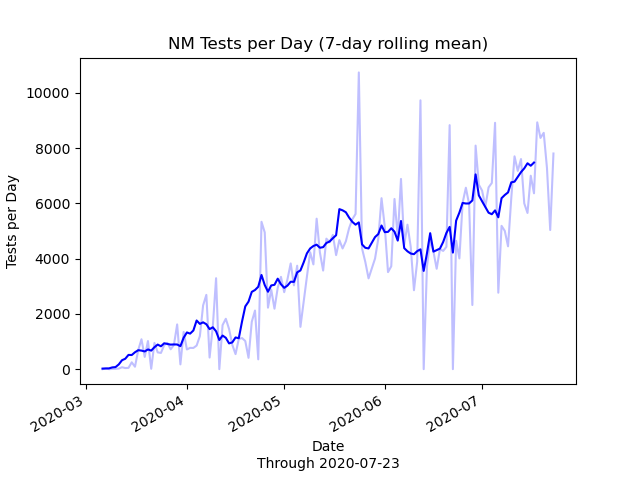 NM Tests per Day (7-day rolling mean)
Tests per Day
10000
8000
6000
4000
2000
0
2020-03
2020-04
2020-05
2020-06
2020-07
Date
Through 2020-07-23